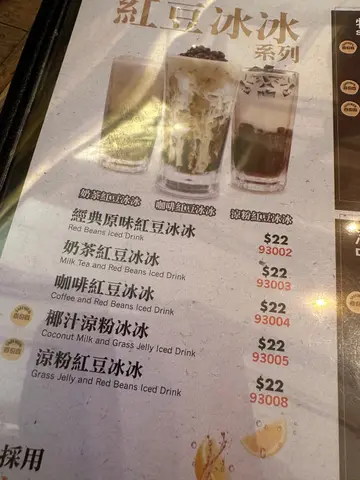 紅豆冰冰
系列
奶茶紅豆冰冰 咖啡紅豆冰冰 涼粉紅豆冰冰
經典原味紅豆冰冰 $22
Red Beans Iced Drink 93002
奶茶紅豆冰冰 $22
Milk Tea and Red Beans Iced Drink 93003
咖啡紅豆冰冰 $22
Coffee and Red Beans Iced Drink 93004
椰汁涼粉冰冰 $22
Coconut Milk and Grass Jelly Iced Drink 93005
涼粉紅豆冰冰 $22
Grass Jelly and Red Beans Iced Drink 93008
採用